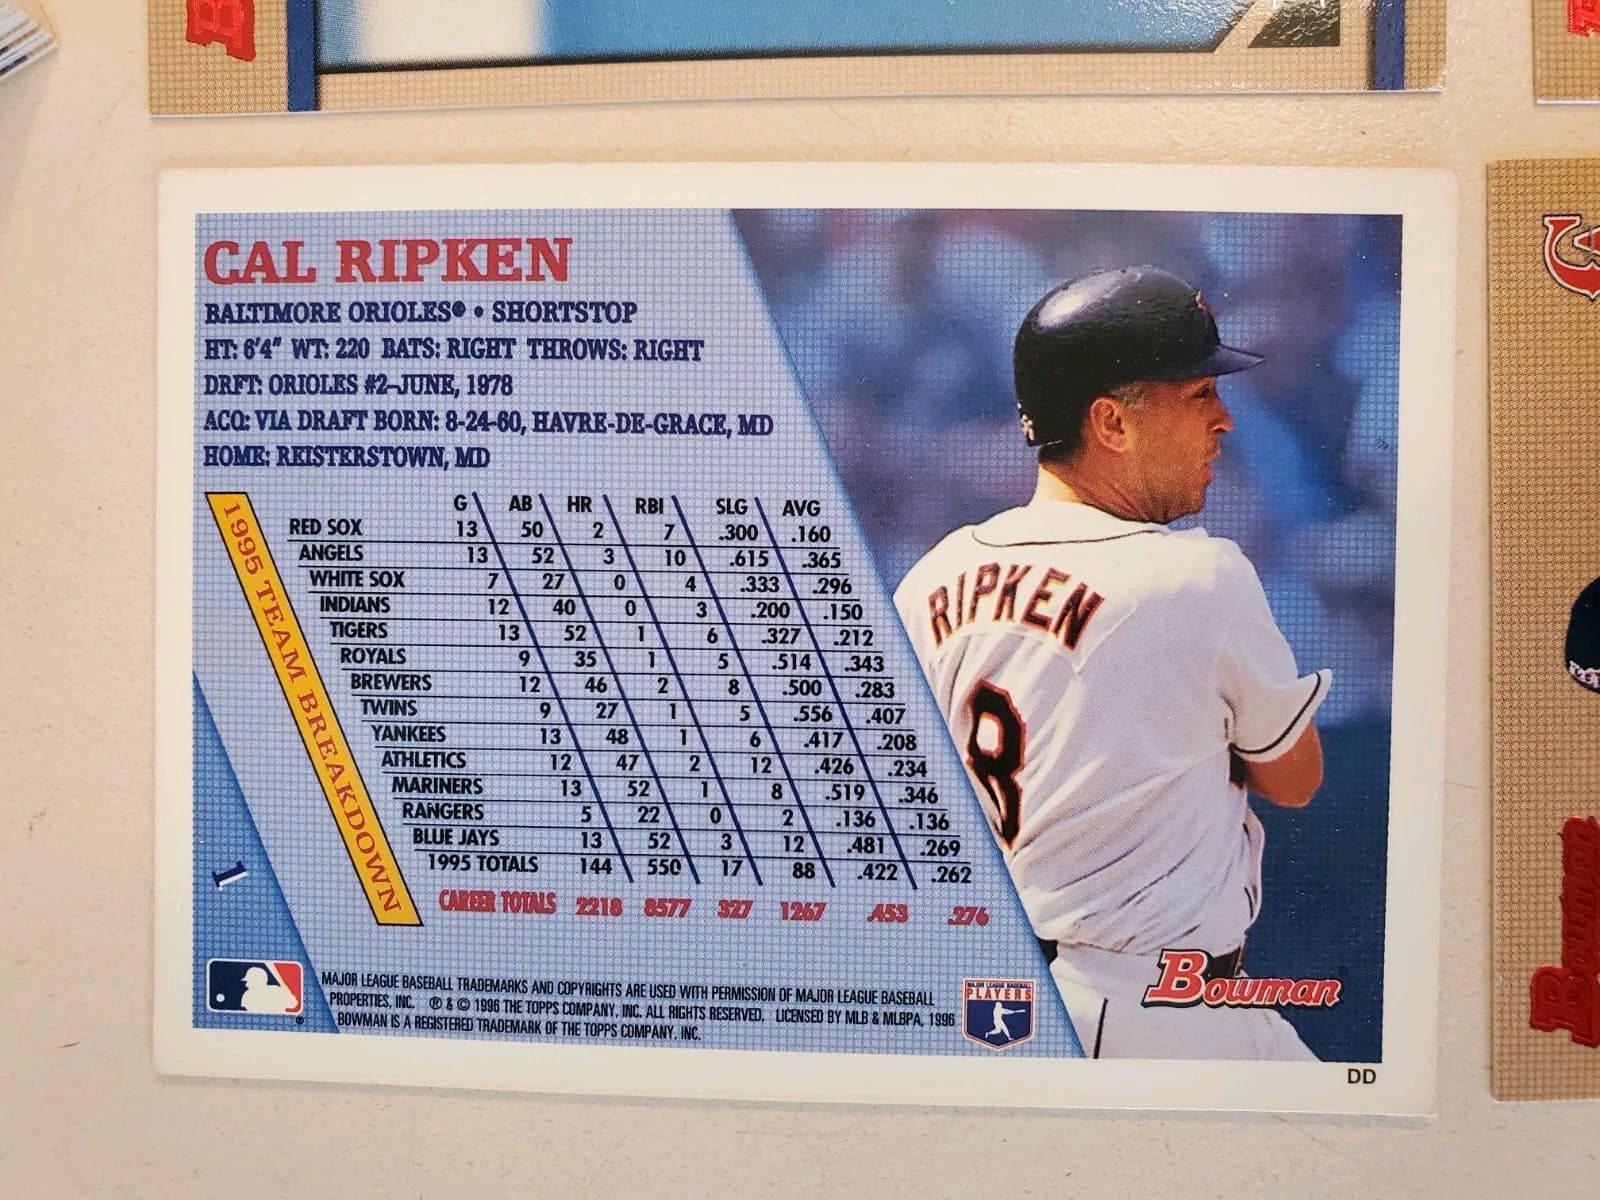 CAL RIPKEN
BALTIMORE ORIOLES® • SHORTSTOP
HT: 6'4" WT: 220 BATS: RIGHT THROWS: RIGHT
DRFT: ORIOLES #2–JUNE, 1978
ACQ: VIA DRAFT BORN: 8-24-60, HAVRE-DE-GRACE, MD
HOME: REISTERSTOWN, MD
1995 TEAM BREAKDOWN
G AB HR RBI SLG AVG
RED SOX 13 50 2 7 .300 .160
ANGELS 13 52 3 10 .615 .365
WHITE SOX 7 27 0 4 .333 .296
INDIANS 12 40 0 3 .200 .150
TIGERS 13 52 1 6 .327 .212
ROYALS 9 35 1 5 .514 .343
BREWERS 12 46 2 8 .500 .283
TWINS 9 27 1 5 .556 .407
YANKEES 13 48 1 6 .417 .208
ATHLETICS 12 47 2 12 .426 .234
MARINERS 13 52 1 8 .519 .346
RANGERS 5 22 0 2 .136 .136
BLUE JAYS 13 52 3 12 .481 .269
1995 TOTALS 144 550 17 88 .422 .262
CAREER TOTALS 2218 8577 327 1267 .453 .276
1
MAJOR LEAGUE BASEBALL TRADEMARKS AND COPYRIGHTS ARE USED WITH PERMISSION OF MAJOR LEAGUE BASEBALL
PROPERTIES, INC. ® & © 1996 THE TOPPS COMPANY, INC. ALL RIGHTS RESERVED. LICENSED BY MLB & MLBPA, 1996
BOWMAN IS A REGISTERED TRADEMARK OF THE TOPPS COMPANY, INC.
MAJOR LEAGUE BASEBALL
PLAYERS
RIPKEN
8
Bowman
DD
Bowman